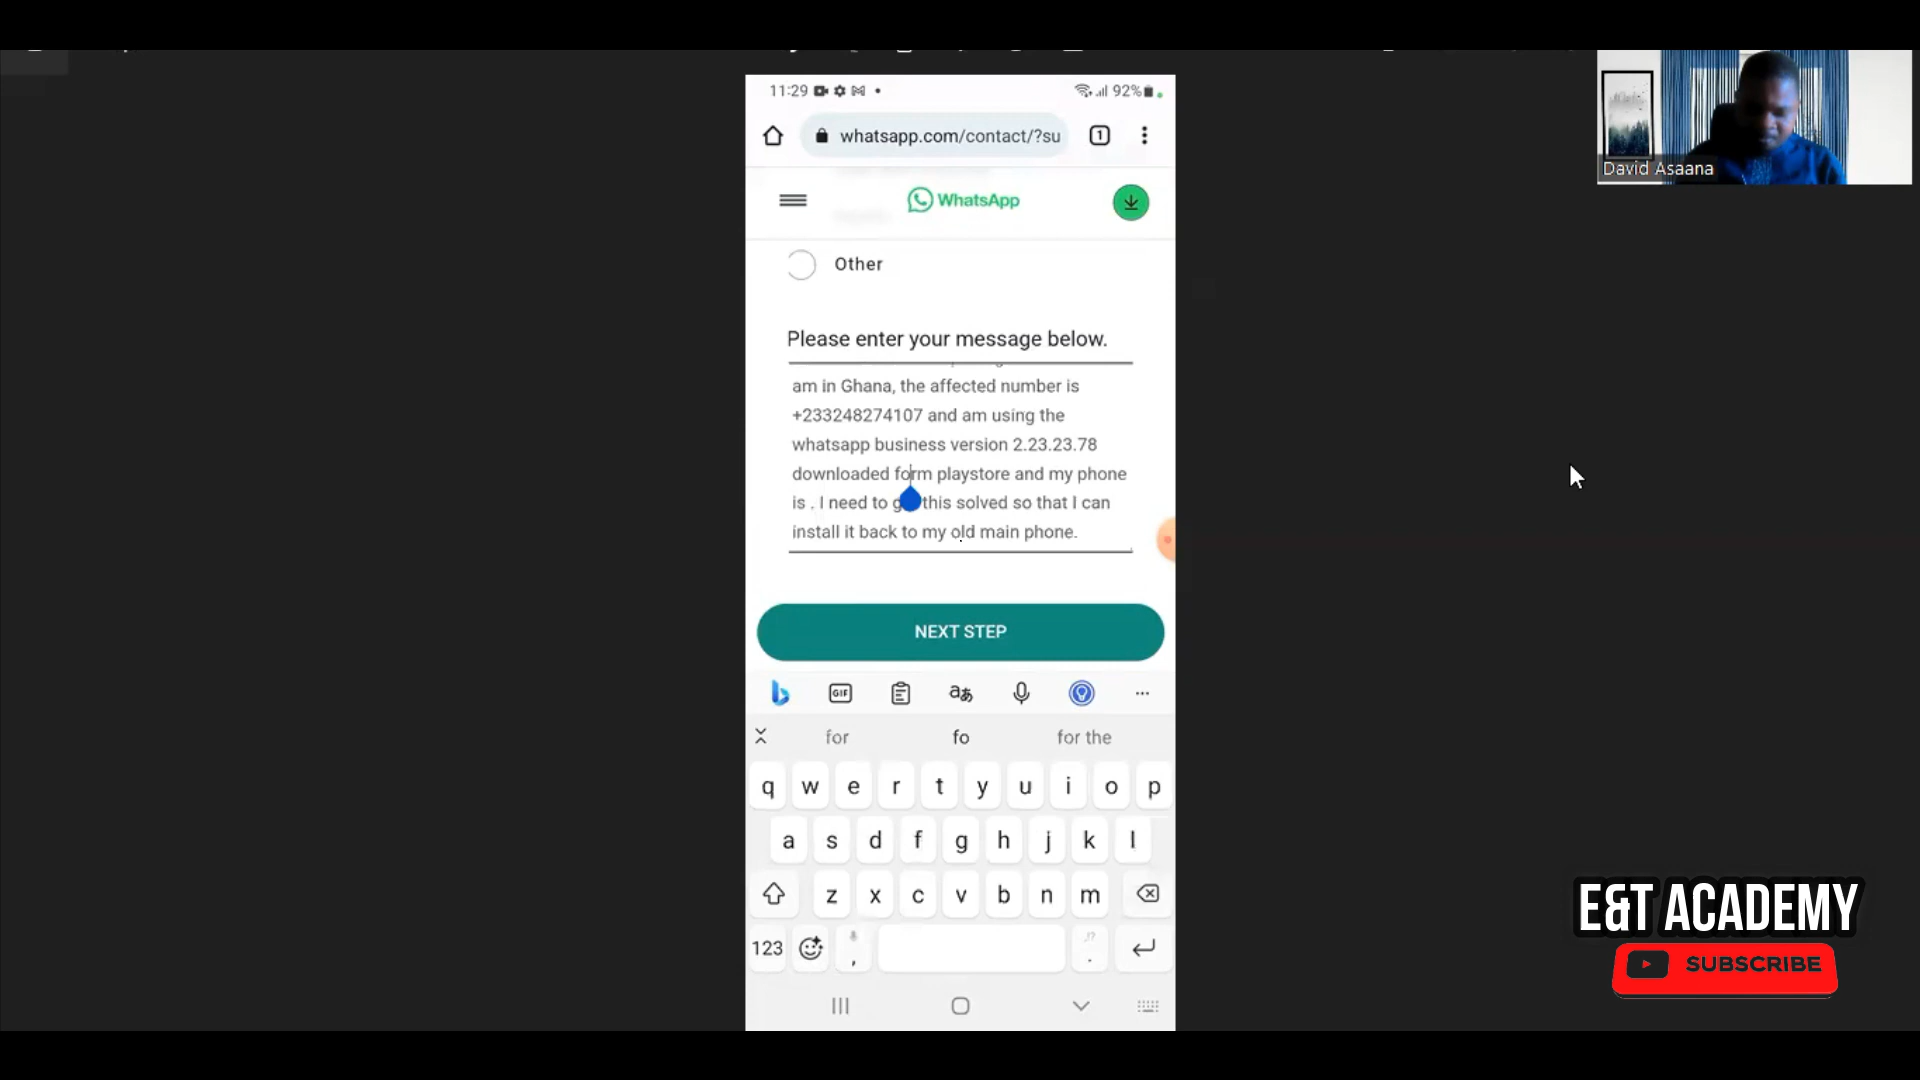 11:29 92%
whatsapp.com/contact/?su 1
WhatsApp
David Asaana
Other
Please enter your message below.
am in Ghana, the affected number is
+233248274107 and am using the
whatsapp business version 2.23.23.78
downloaded form playstore and my phone
is . I need to this solved so that I can
install it back to my old main phone.
NEXT STEP
GIF
for fo for the
q w e r t y u i o p
a s d f g h j k l
z x c v b n m
123 , .
E&T ACADEMY
SUBSCRIBE